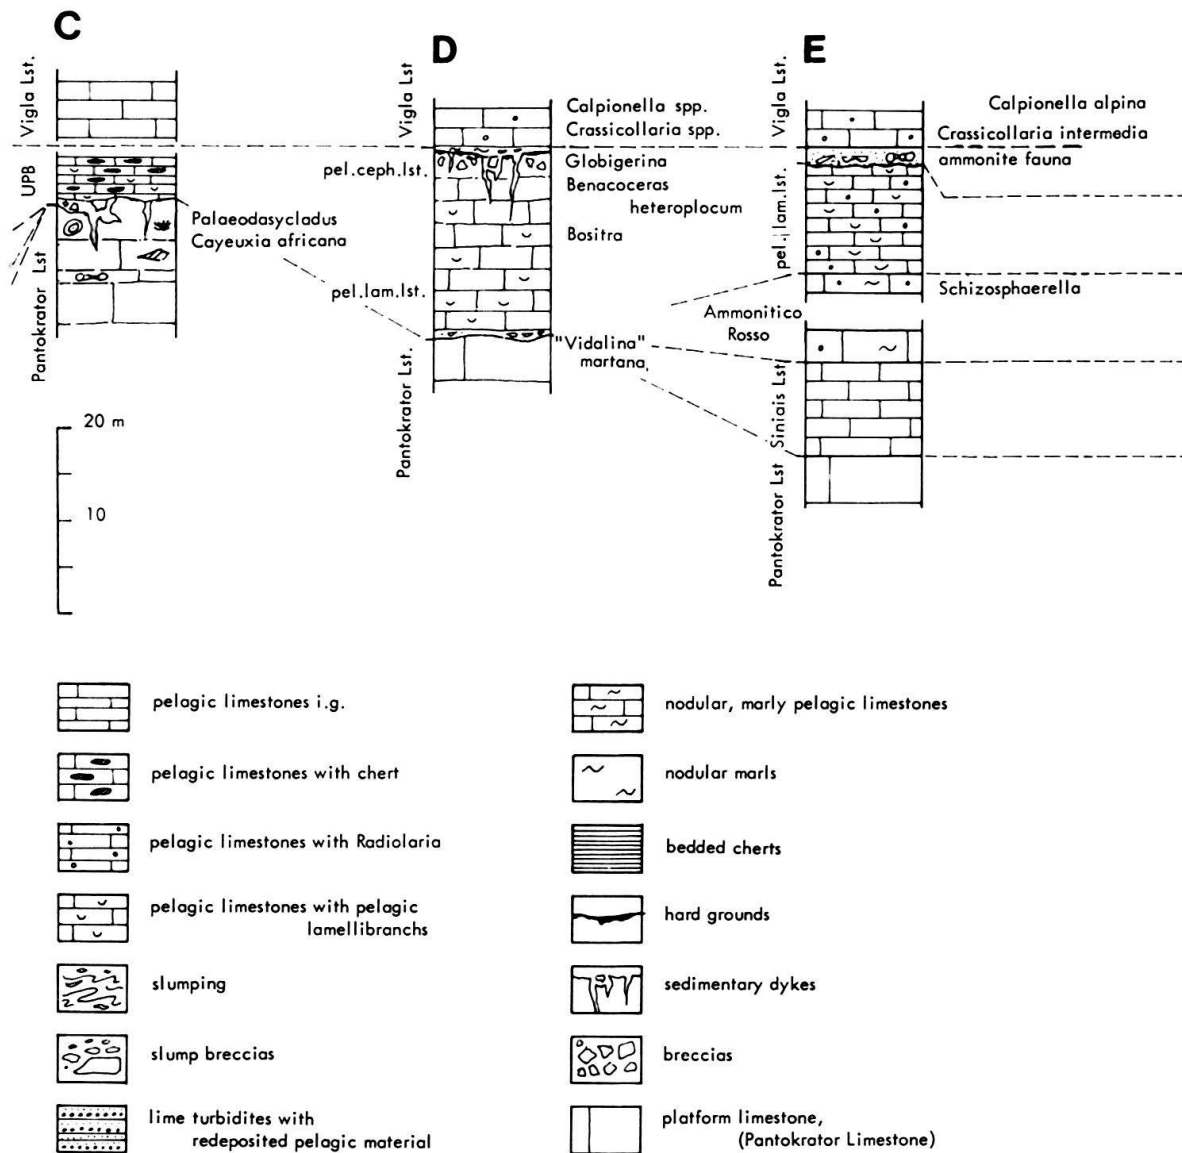 C
D
E
Vigla Lst.
UPB
Pantokrator Lst
Palaeodasycladus
Cayeuxia africana
Vigla Lst
pel.ceph.lst.
pel.lam.lst.
Pantokrator Lst.
Calpionella spp.
Crassicollaria spp.
Globigerina
Benacoceras
heteroplocum
Bositra
"Vidalina"
martana,
Vigla Lst.
pel.lam.lst.
Ammonitico
Rosso
Siniais Lst
Pantokrator Lst
Calpionella alpina
Crassicollaria intermedia
ammonite fauna
Schizosphaerella
20 m
10
pelagic limestones i.g.
pelagic limestones with chert
pelagic limestones with Radiolaria
pelagic limestones with pelagic
lamellibranchs
slumping
slump breccias
lime turbidites with
redeposited pelagic material
nodular, marly pelagic limestones
nodular marls
bedded cherts
hard grounds
sedimentary dykes
breccias
platform limestone,
(Pantokrator Limestone)